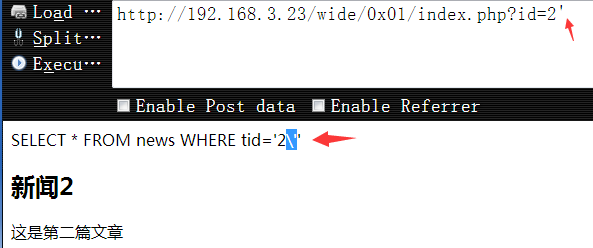 Load ···
http://192.168.3.23/wide/0x01/index.php?id=2'
Split···
Execu···
Enable Post data Enable Referrer
SELECT * FROM news WHERE tid='2\''
新闻2
这是第二篇文章